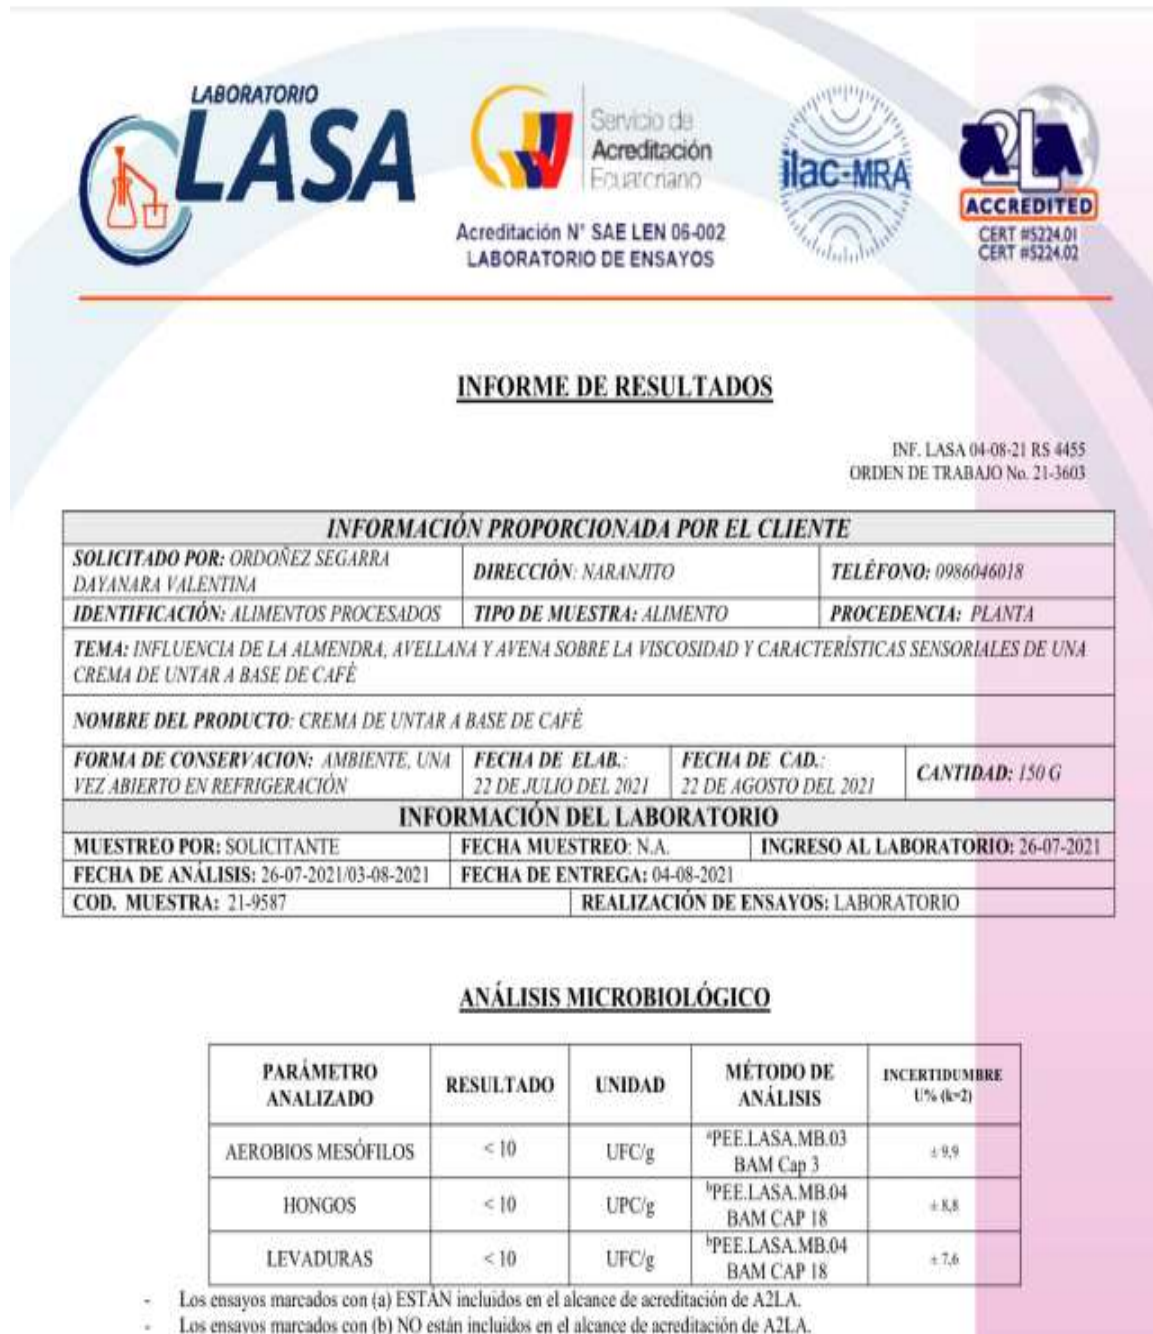 LABORATORIO
LASA
Servicio de
Acreditación
Ecuatoriano
Acreditación N° SAE LEN 06-002
LABORATORIO DE ENSAYOS
ilac-MRA
A2LA
ACCREDITED
CERT #5224.01
CERT #5224.02
INFORME DE RESULTADOS
INF. LASA 04-08-21 RS 4455
ORDEN DE TRABAJO No. 21-3603
INFORMACIÓN PROPORCIONADA POR EL CLIENTE
SOLICITADO POR: ORDOÑEZ SEGARRA
DAYANARA VALENTINA
DIRECCIÓN: NARANJITO
TELÉFONO: 0986046018
IDENTIFICACIÓN: ALIMENTOS PROCESADOS
TIPO DE MUESTRA: ALIMENTO
PROCEDENCIA: PLANTA
TEMA: INFLUENCIA DE LA ALMENDRA, AVELLANA Y AVENA SOBRE LA VISCOSIDAD Y CARACTERÍSTICAS SENSORIALES DE UNA
CREMA DE UNTAR A BASE DE CAFÉ
NOMBRE DEL PRODUCTO: CREMA DE UNTAR A BASE DE CAFÉ
FORMA DE CONSERVACION: AMBIENTE, UNA
VEZ ABIERTO EN REFRIGERACIÓN
FECHA DE ELAB.:
22 DE JULIO DEL 2021
FECHA DE CAD.:
22 DE AGOSTO DEL 2021
CANTIDAD: 150 G
INFORMACIÓN DEL LABORATORIO
MUESTREO POR: SOLICITANTE
FECHA MUESTREO: N.A.
INGRESO AL LABORATORIO: 26-07-2021
FECHA DE ANÁLISIS: 26-07-2021/03-08-2021
FECHA DE ENTREGA: 04-08-2021
COD. MUESTRA: 21-9587
REALIZACIÓN DE ENSAYOS: LABORATORIO
ANÁLISIS MICROBIOLÓGICO
PARÁMETRO
ANALIZADO
RESULTADO
UNIDAD
MÉTODO DE
ANÁLISIS
INCERTIDUMBRE
U% (k=2)
AEROBIOS MESÓFILOS
< 10
UFC/g
ᵃPEE.LASA.MB.03
BAM Cap 3
± 9,9
HONGOS
< 10
UPC/g
ᵇPEE.LASA.MB.04
BAM CAP 18
± 8,8
LEVADURAS
< 10
UFC/g
ᵇPEE.LASA.MB.04
BAM CAP 18
± 7,6
- Los ensayos marcados con (a) ESTÁN incluidos en el alcance de acreditación de A2LA.
- Los ensayos marcados con (b) NO están incluidos en el alcance de acreditación de A2LA.